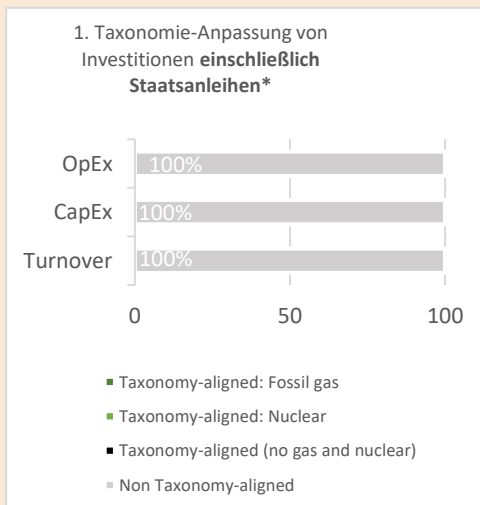 1. Taxonomie-Anpassung von
Investitionen einschließlich
Staatsanleihen*
OpEx 100%
CapEx 100%
Turnover 100%
0 50 100
Taxonomy-aligned: Fossil gas
Taxonomy-aligned: Nuclear
Taxonomy-aligned (no gas and nuclear)
Non Taxonomy-aligned